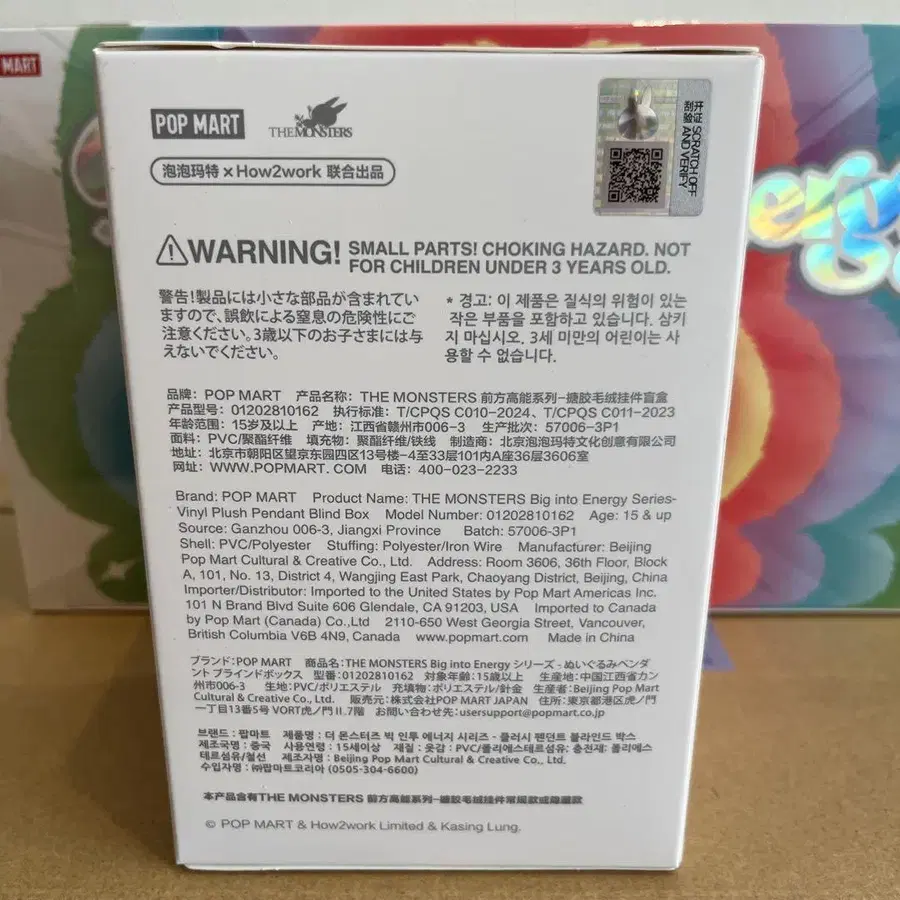 MART
POP MART
THE MONSTERS
泡泡玛特 × How2work 联合出品
刮涂 SCRATCH OFF
AND VERIFY
WARNING! SMALL PARTS! CHOKING HAZARD. NOT
FOR CHILDREN UNDER 3 YEARS OLD.
警告!製品には小さな部品が含まれてい
ますので、誤飲による窒息の危険性にご
注意ください。3歳以下のお子さまには与
えないでください。
* 경고: 이 제품은 질식의 위험이 있는
작은 부품을 포함하고 있습니다. 삼키
지 마십시오, 3세 미만의 어린이는 사
용할 수 없습니다.
品牌: POP MART 产品名称: THE MONSTERS 前方高能系列-搪胶毛绒挂件盲盒
产品型号: 01202810162 执行标准: T/CPQS C010-2024、T/CPQS C011-2023
年龄范围: 15岁及以上 产地: 江西省赣州市006-3 生产批次: 57006-3P1
面料: PVC/聚酯纤维 填充物: 聚酯纤维/铁线 制造商: 北京泡泡玛特文化创意有限公司
地址: 北京市朝阳区望京东园四区13号楼-4至33层101内A座36层3606室
网址: WWW.POPMART.COM 电话: 400-023-2233
Brand: POP MART Product Name: THE MONSTERS Big into Energy Series-
Vinyl Plush Pendant Blind Box Model Number: 01202810162 Age: 15 & up
Source: Ganzhou 006-3, Jiangxi Province Batch: 57006-3P1
Shell: PVC/Polyester Stuffing: Polyester/Iron Wire Manufacturer: Beijing
Pop Mart Cultural & Creative Co., Ltd. Address: Room 3606, 36th Floor, Block
A, 101, No. 13, District 4, Wangjing East Park, Chaoyang District, Beijing, China
Importer/Distributor: Imported to the United States by Pop Mart Americas Inc.
101 N Brand Blvd Suite 606 Glendale, CA 91203, USA Imported to Canada
by Pop Mart (Canada) Co.,Ltd 2110-650 West Georgia Street, Vancouver,
British Columbia V6B 4N9, Canada www.popmart.com Made in China
ブランド: POP MART 商品名: THE MONSTERS Big into Energy シリーズ - ぬいぐるみペンダ
ント ブラインドボックス 型番: 01202810162 対象年齢: 15歳以上 生産地: 中国江西省カン
州市006-3 生地: PVC/ポリエステル 充填物: ポリエステル/針金 生産者: Beijing Pop Mart
Cultural & Creative Co., Ltd. 販売元: 株式会社POP MART JAPAN 住所: 東京都港区虎ノ門
一丁目13番5号 VORT虎ノ門 II .7階 お問い合わせ先: usersupport@popmart.co.jp
브랜드 : 팝마트 제품명 : 더 몬스터즈 빅 인투 에너지 시리즈 - 플러시 펜던트 블라인드 박스
제조국명 : 중국 사용연령 : 15세이상 재질 : 옷감 : PVC/폴리에스테르섬유: 충전재: 폴리에스
테르섬유/철선 제조자명 : Beijing Pop Mart Cultural & Creative Co., Ltd.
수입자명 : ㈜팝마트코리아 (0505-304-6600)
本产品含有THE MONSTERS 前方高能系列-搪胶毛绒挂件常规款或隐藏款
© POP MART & How2work Limited & Kasing Lung.